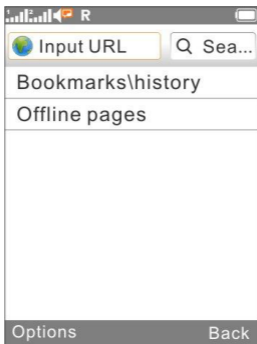 R
Input URL Sea...
Bookmarks\history
Offline pages
Options Back